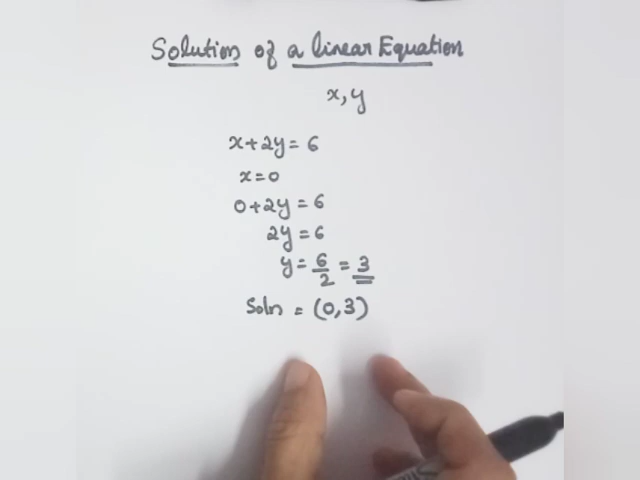 Solution of a linear Equation
x, y
x+2y = 6
x=0
0+2y = 6
2y = 6
y = 6/2 = 3
Soln = (0,3)